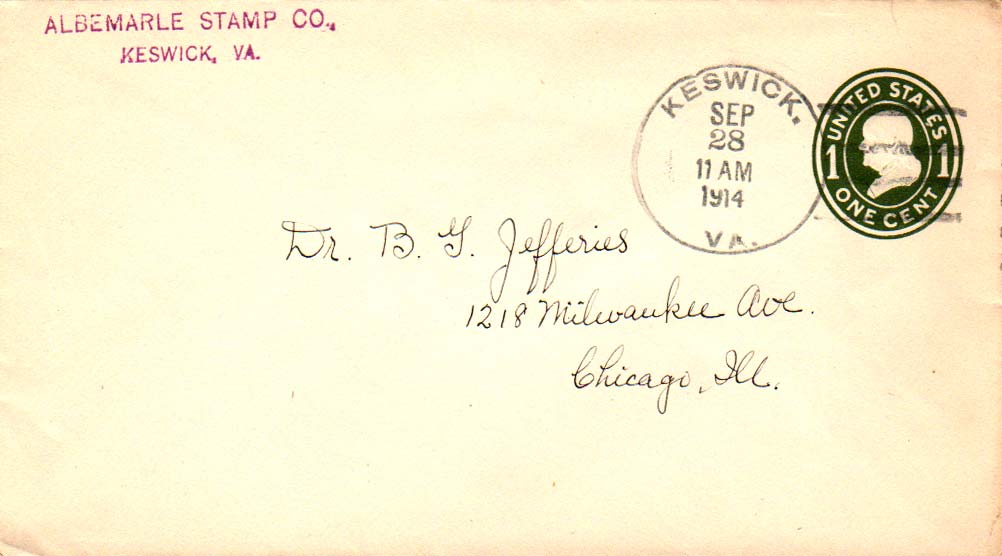 ALBEMARLE STAMP CO.,
KESWICK, VA.
KESWICK.
SEP
28
11 AM
1914
VA.
UNITED STATES
1 1
ONE CENT
Dr. B. G. Jefferies
1218 Milwaukee Ave.
Chicago, Ill.